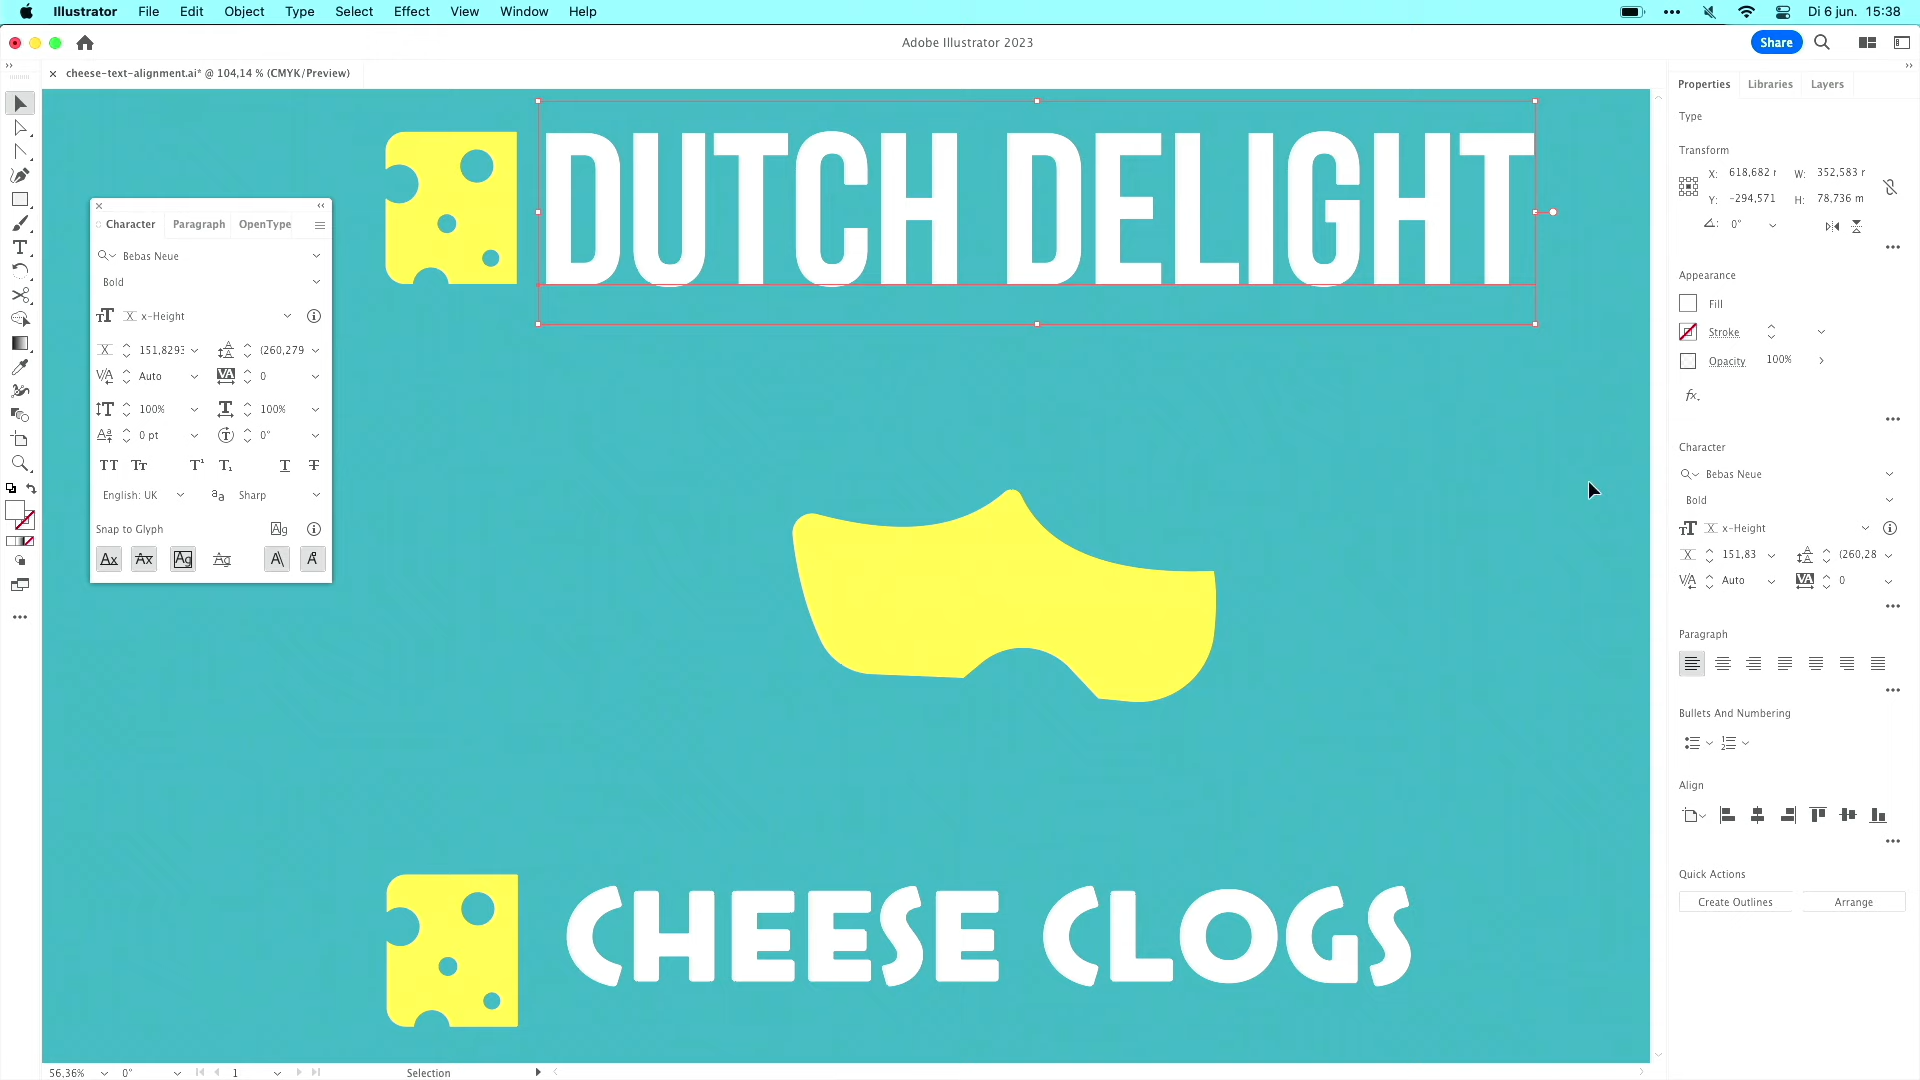 Illustrator File Edit Object Type Select Effect View Window Help
Di 6 jun. 15:38
Adobe Illustrator 2023
Share
cheese-text-alignment.ai* @ 104,14 % (CMYK/Preview)
DUTCH DELIGHT
CHEESE CLOGS
Character Paragraph OpenType
Bebas Neue
Bold
x-Height
151,829
(260,279
Auto
0
100%
100%
0 pt
0°
English: UK
Sharp
Snap to Glyph
Properties Libraries Layers
Type
Transform
X: 618,682 W: 352,583
Y: -294,571 H: 78,736 m
0°
Appearance
Fill
Stroke
Opacity 100%
Character
Bebas Neue
Bold
x-Height
151,83 (260,28
Auto 0
Paragraph
Bullets And Numbering
Align
Quick Actions
Create Outlines Arrange
56,36% 0° 1 Selection